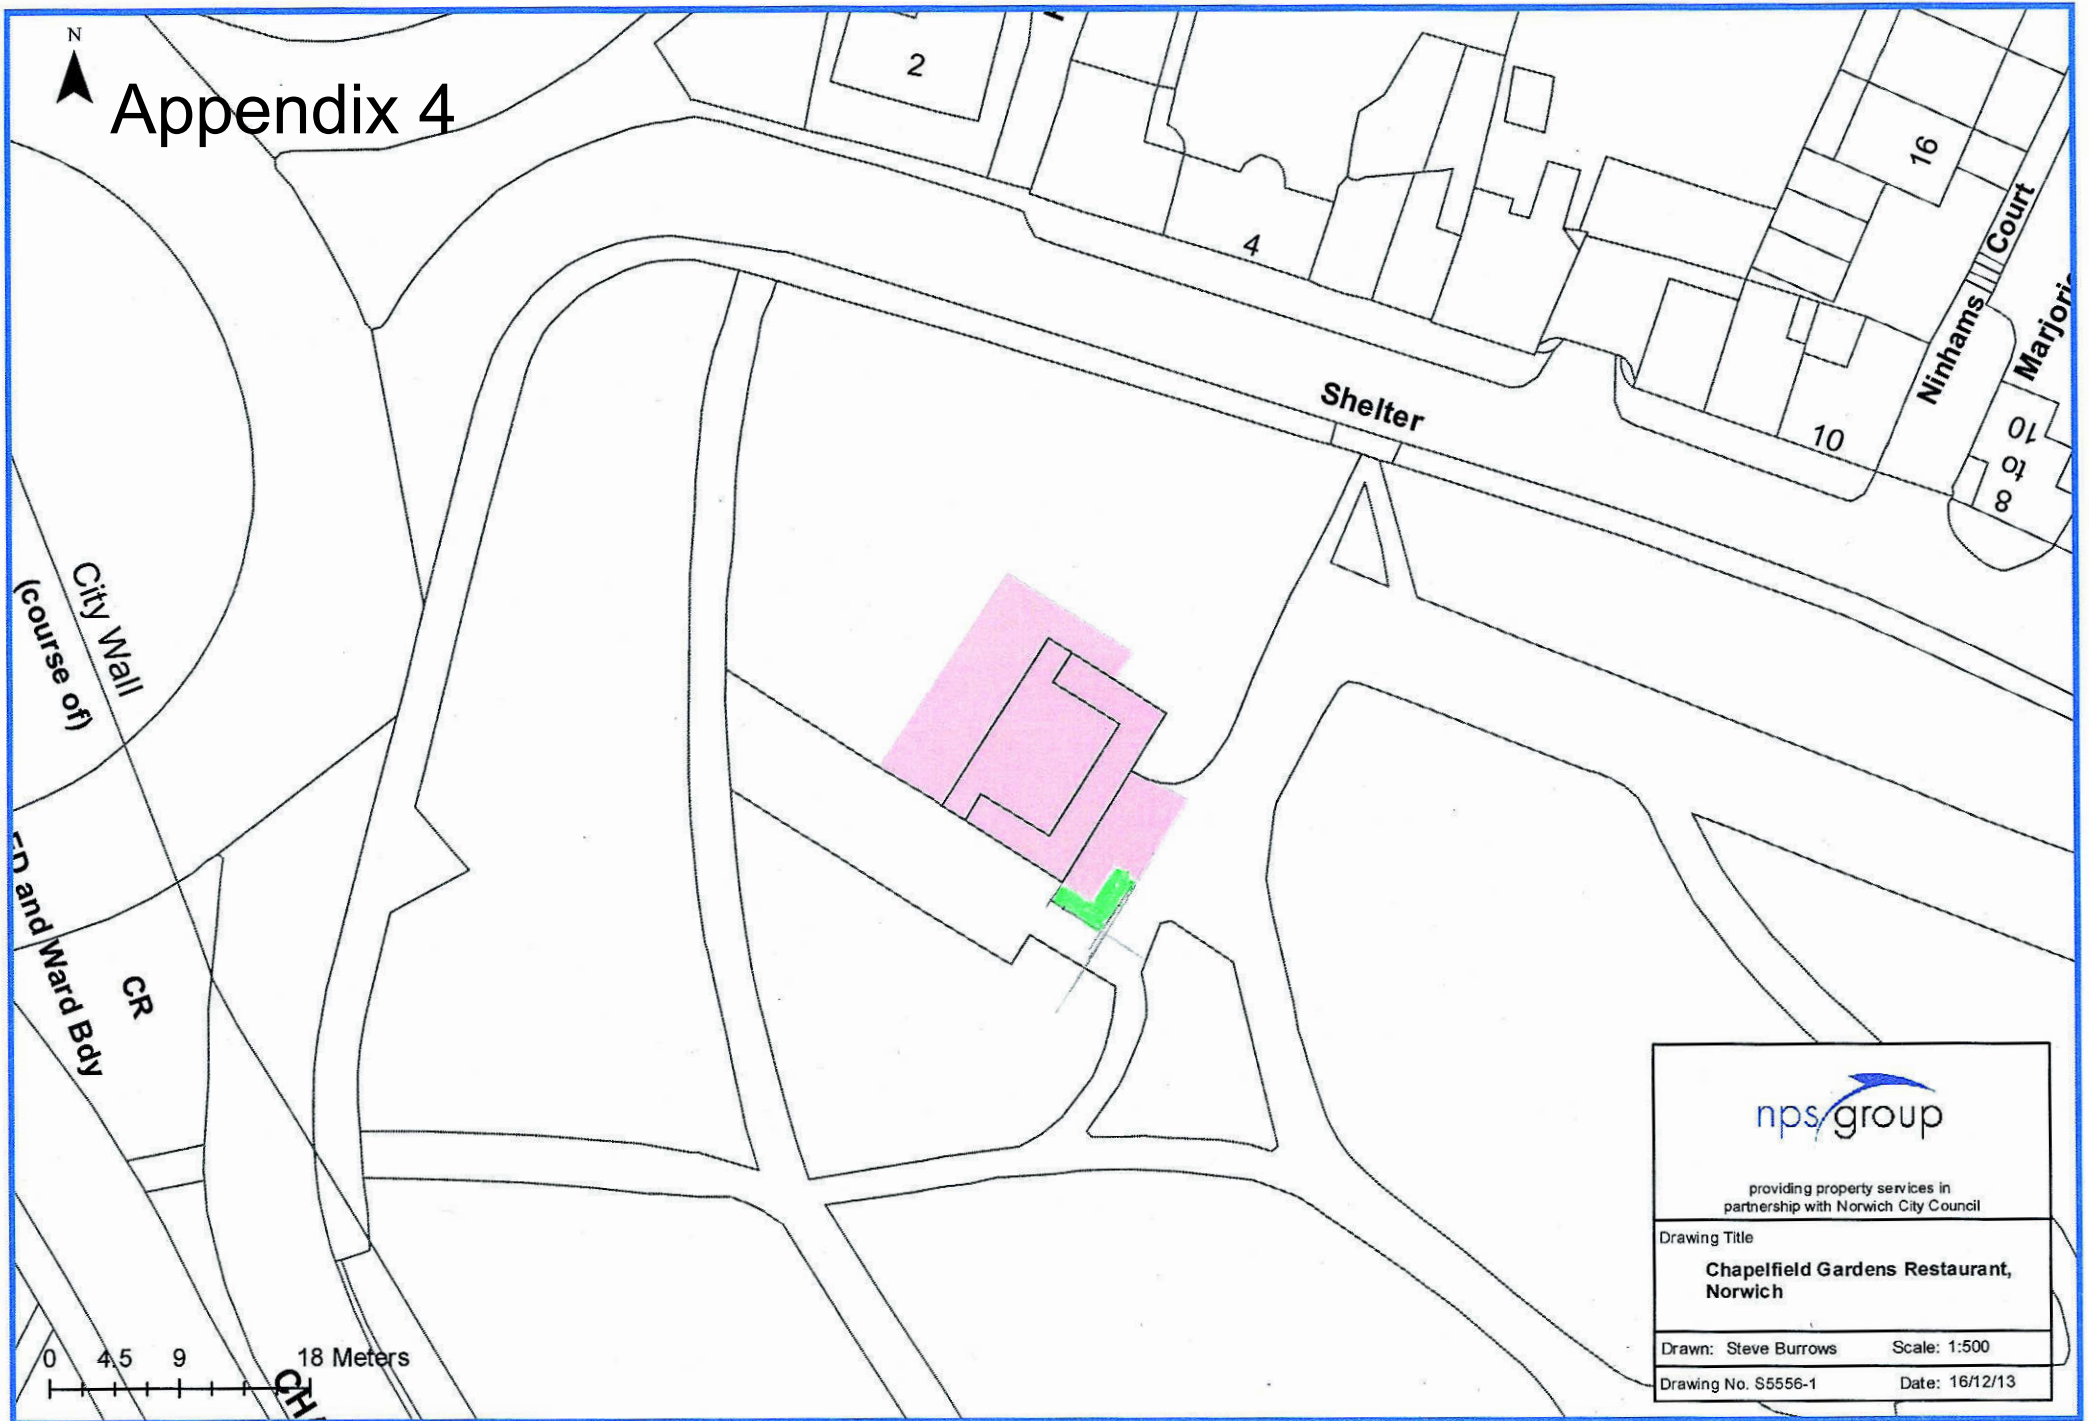 N
Appendix 4
2
4
16
Ninhams Court
Shelter
10
10
to
8
City Wall
(course of)
and Ward Bdy
CR
0 4.5 9 18 Meters
nps group
providing property services in
partnership with Norwich City Council
Drawing Title
Chapelfield Gardens Restaurant,
Norwich
Drawn: Steve Burrows Scale: 1:500
Drawing No. S5556-1 Date: 16/12/13